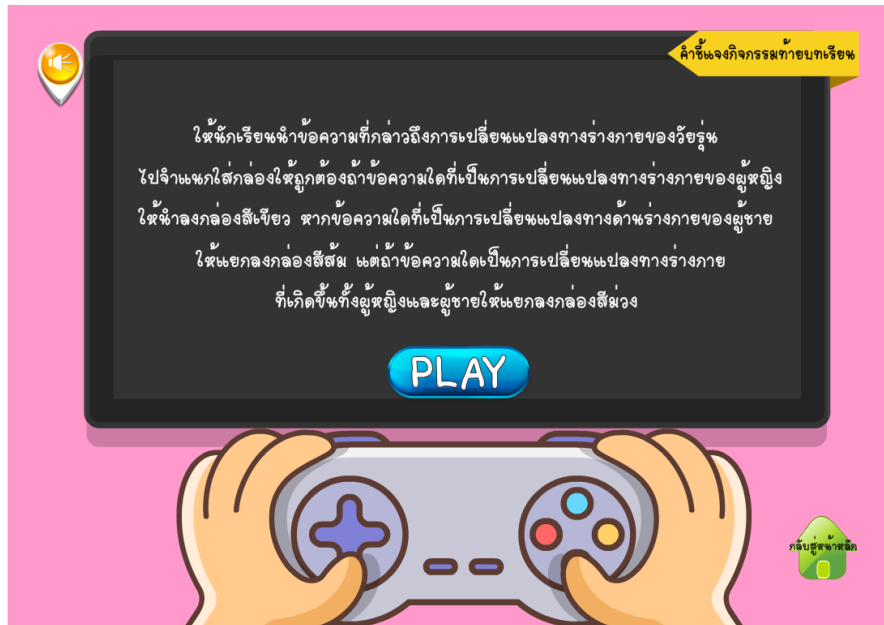 คำชี้แจงกิจกรรมท้ายบทเรียน
ให้นักเรียนนำข้อความที่กล่าวถึงการเปลี่ยนแปลงทางร่างกายของวัยรุ่น
ไปจำแนกใส่กล่องให้ถูกต้องถ้าข้อความใดที่เป็นการเปลี่ยนแปลงทางร่างกายของผู้หญิง
ให้นำลงกล่องสีเขียว หากข้อความใดที่เป็นการเปลี่ยนแปลงทางด้านร่างกายของผู้ชาย
ให้แยกลงกล่องสีส้ม แต่ถ้าข้อความใดเป็นการเปลี่ยนแปลงทางร่างกาย
ที่เกิดขึ้นทั้งผู้หญิงและผู้ชายให้แยกลงกล่องสีม่วง
PLAY
กลับสู่หน้าหลัก